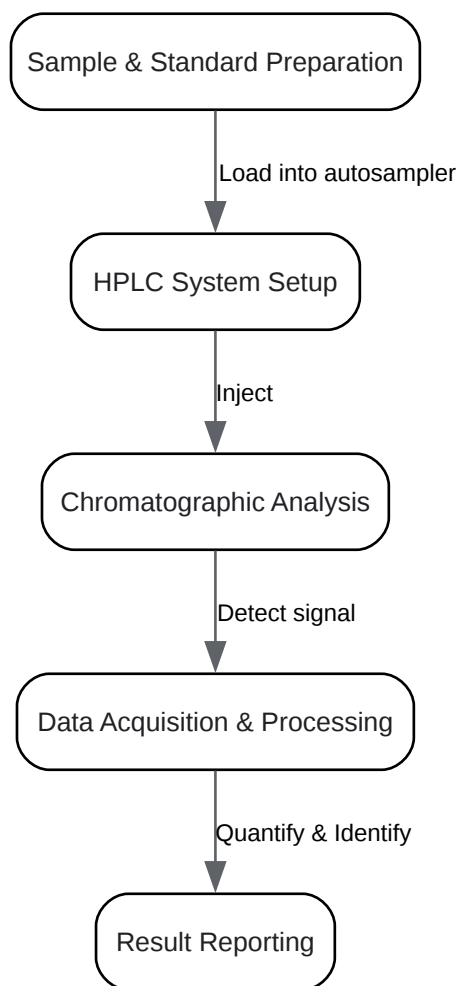 Sample & Standard Preparation
Load into autosampler
HPLC System Setup
Inject
Chromatographic Analysis
Detect signal
Data Acquisition & Processing
Quantify & Identify
Result Reporting